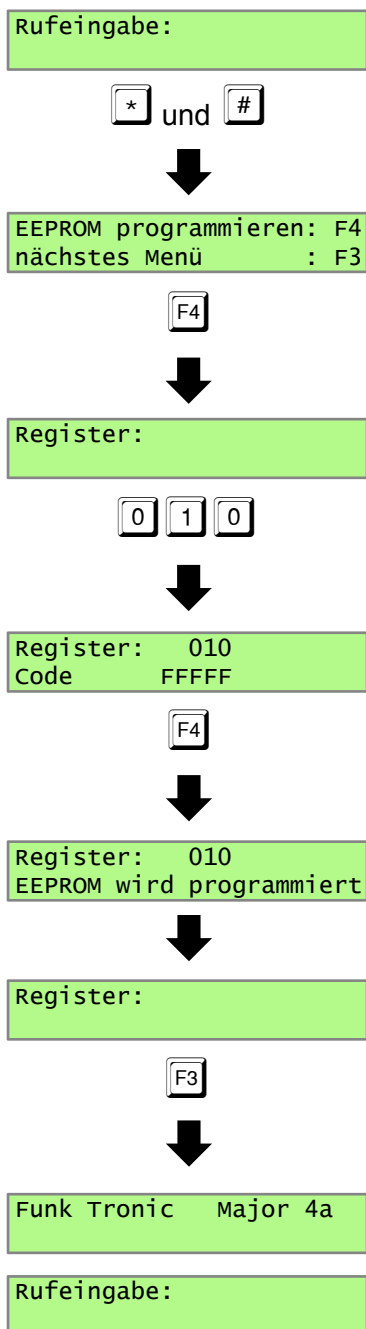 Rufeingabe:
* und #
EEPROM programmieren: F4
nächstes Menü : F3
F4
Register:
0 1 0
Register: 010
Code FFFFF
F4
Register: 010
EEPROM wird programmiert
Register:
F3
Funk Tronic Major 4a
Rufeingabe: